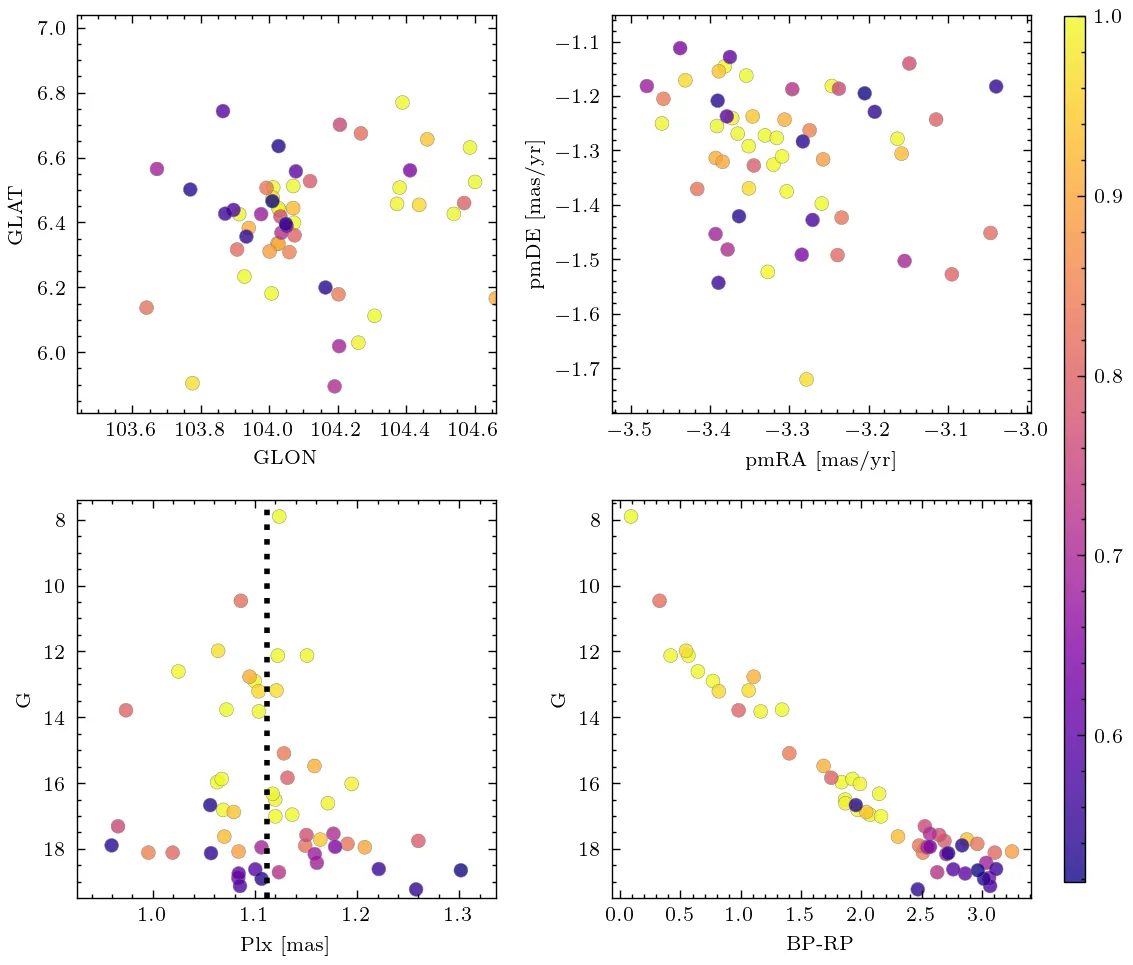 7.0
6.8
6.6
6.4
6.2
6.0
GLAT
103.6 103.8 104.0 104.2 104.4 104.6
GLON
−1.1
−1.2
−1.3
−1.4
−1.5
−1.6
−1.7
pmDE [mas/yr]
−3.5 −3.4 −3.3 −3.2 −3.1 −3.0
pmRA [mas/yr]
8
10
12
14
16
18
G
1.0 1.1 1.2 1.3
Plx [mas]
8
10
12
14
16
18
G
0.0 0.5 1.0 1.5 2.0 2.5 3.0
BP-RP
1.0
0.9
0.8
0.7
0.6